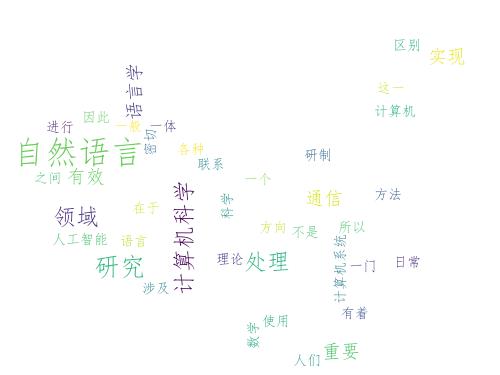 区别
实现
语言学
这一
计算机
因此
进行
一般
一体
密切
自然语言
各种
研制
联系
之间
有效
一个
科学
计算机科学
通信
方法
领域
在于
方向
不是
所以
人工智能
语言
研究
理论
处理
计算机系统
一门
日常
涉及
有着
使用
数学
人们
重要